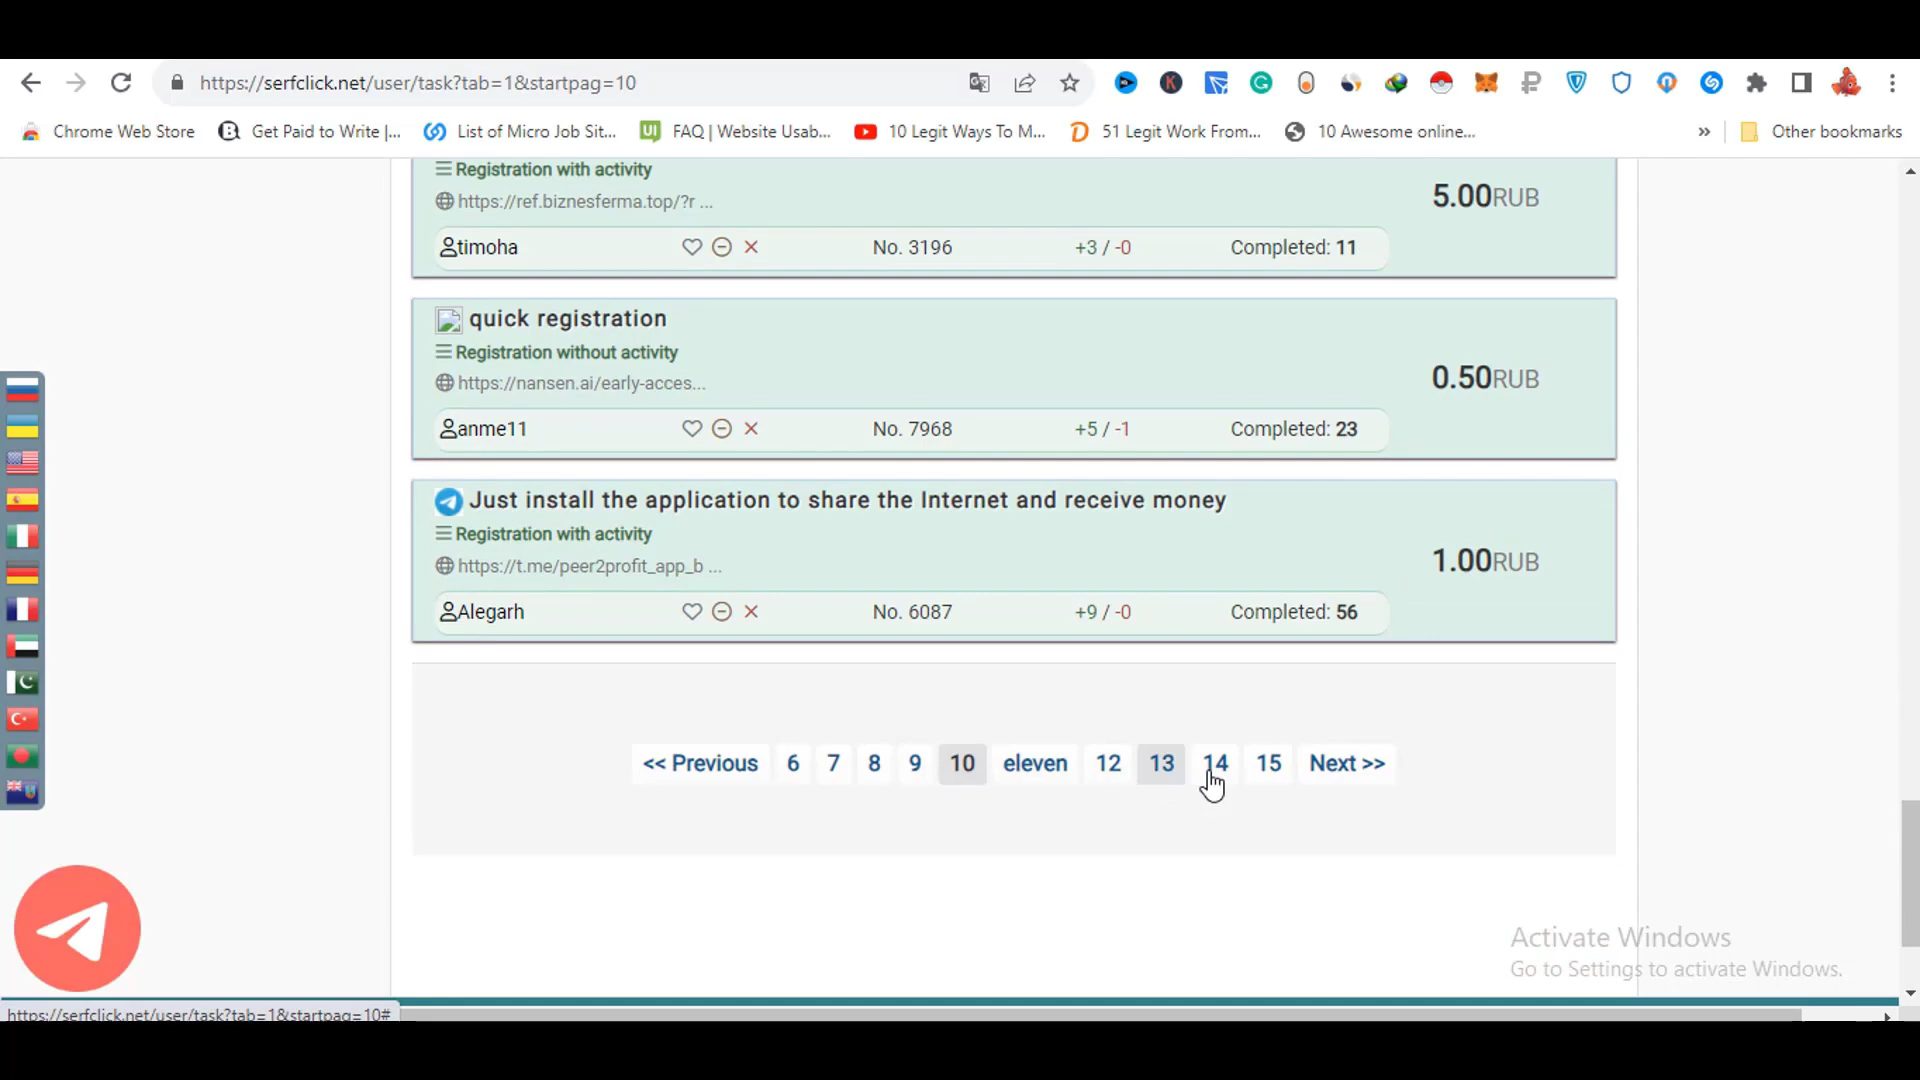 https://serfclick.net/user/task?tab=1&startpag=10
Chrome Web Store
Get Paid to Write |...
List of Micro Job Sit...
FAQ | Website Usab...
10 Legit Ways To M...
51 Legit Work From...
10 Awesome online...
»
Other bookmarks
Registration with activity
https://ref.biznesferma.top/?r ...
5.00RUB
timoha
No. 3196
+3 / -0
Completed: 11
quick registration
Registration without activity
https://nansen.ai/early-acces...
0.50RUB
anme11
No. 7968
+5 / -1
Completed: 23
Just install the application to share the Internet and receive money
Registration with activity
https://t.me/peer2profit_app_b ...
1.00RUB
Alegarh
No. 6087
+9 / -0
Completed: 56
<< Previous 6 7 8 9 10 eleven 12 13 14 15 Next >>
Activate Windows
Go to Settings to activate Windows.
https://serfclick.net/user/task?tab=1&startpag=10#